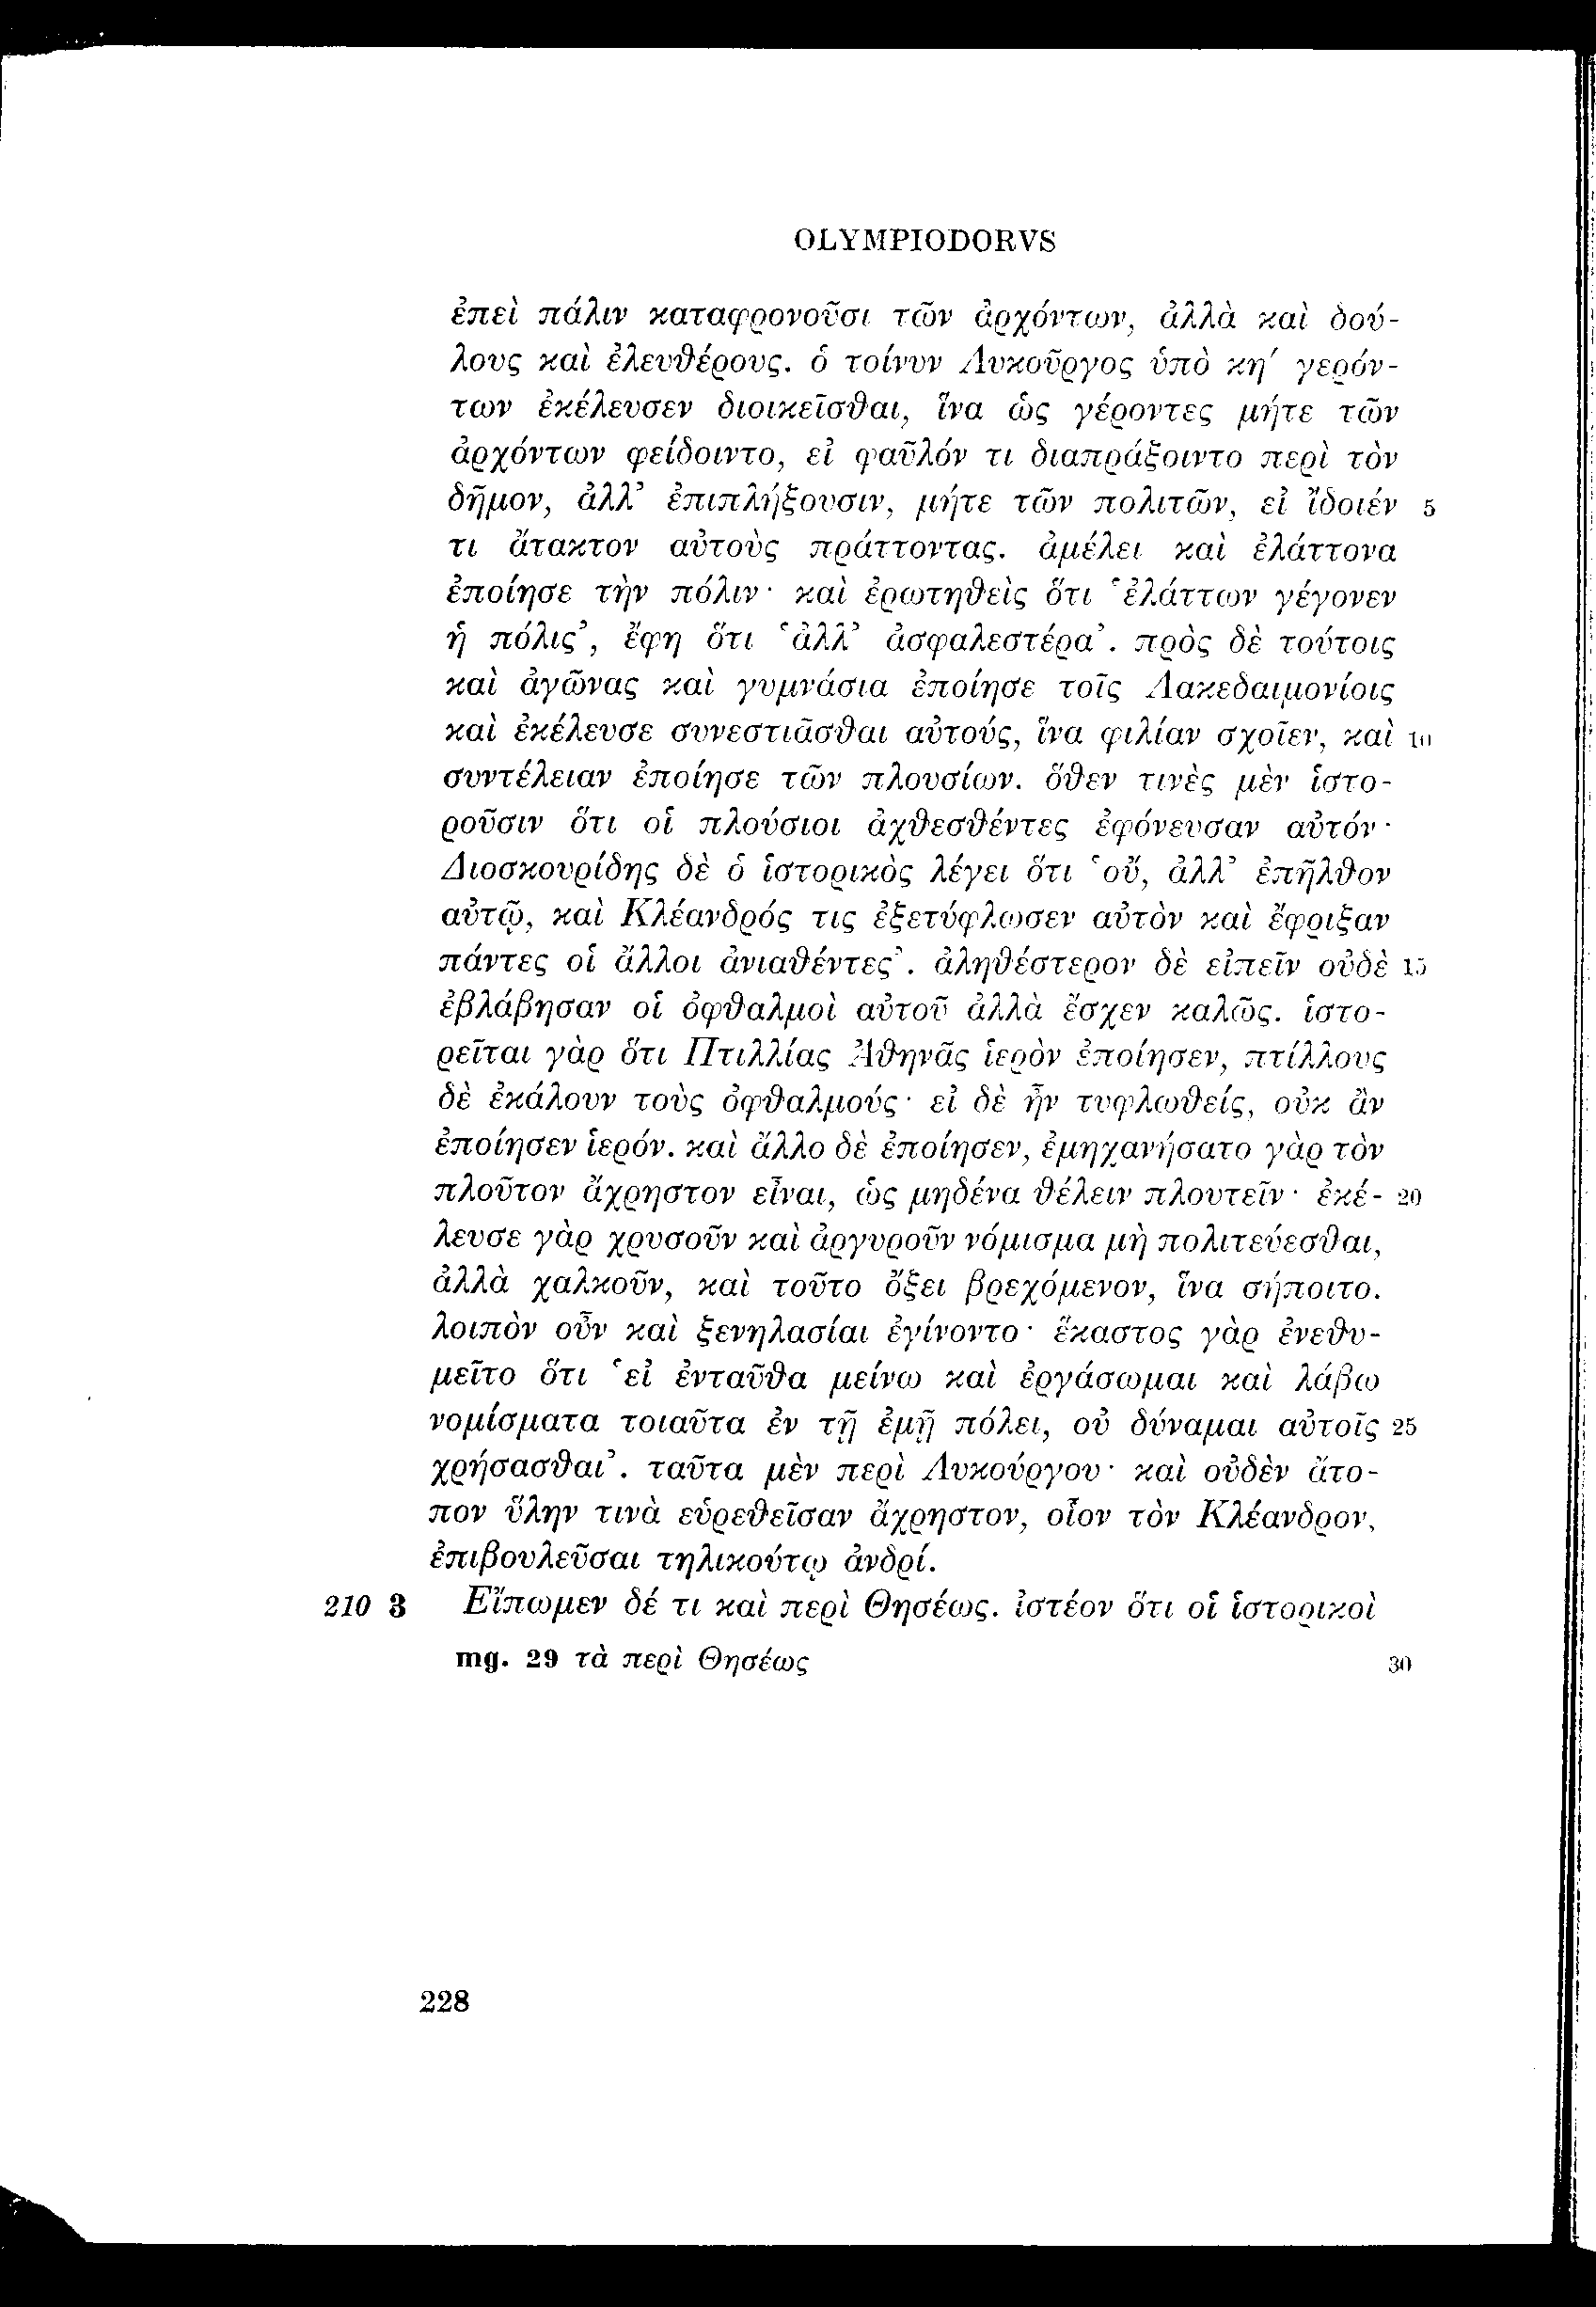 OLYMPIODORVS
ἐπεὶ πάλιν καταφρονοῦσι τῶν ἀρχόντων, ἀλλὰ καὶ δού-
λους καὶ ἐλευθέρους. ὁ τοίνυν Λυκοῦργος ὑπὸ κη′ γερόν-
των ἐκέλευσεν διοικεῖσθαι, ἵνα ὡς γέροντες μήτε τῶν
ἀρχόντων φείδοιντο, εἰ φαῦλόν τι διαπράξοιντο περὶ τὸν
δῆμον, ἀλλ’ ἐπιπλήξουσιν, μήτε τῶν πολιτῶν, εἰ ἴδοιέν 5
τι ἄτακτον αὐτοὺς πράττοντας. ἀμέλει καὶ ἐλάττονα
ἐποίησε τὴν πόλιν· καὶ ἐρωτηθεὶς ὅτι ‘ἐλάττων γέγονεν
ἡ πόλις’, ἔφη ὅτι ‘ἀλλ’ ἀσφαλεστέρα’. πρὸς δὲ τούτοις
καὶ ἀγῶνας καὶ γυμνάσια ἐποίησε τοῖς Λακεδαιμονίοις
καὶ ἐκέλευσε συνεστιᾶσθαι αὐτούς, ἵνα φιλίαν σχοῖεν, καὶ 10
συντέλειαν ἐποίησε τῶν πλουσίων. ὅθεν τινὲς μὲν ἱστο-
ροῦσιν ὅτι οἱ πλούσιοι ἀχθεσθέντες ἐφόνευσαν αὐτόν·
Διοσκουρίδης δὲ ὁ ἱστορικὸς λέγει ὅτι ‘οὔ, ἀλλ’ ἐπῆλθον
αὐτῷ, καὶ Κλέανδρός τις ἐξετύφλωσεν αὐτὸν καὶ ἔφριξαν
πάντες οἱ ἄλλοι ἀνιαθέντες’. ἀληθέστερον δὲ εἰπεῖν οὐδὲ 15
ἐβλάβησαν οἱ ὀφθαλμοὶ αὐτοῦ ἀλλὰ ἔσχεν καλῶς. ἱστο-
ρεῖται γὰρ ὅτι Πτιλλίας Ἀθηνᾶς ἱερὸν ἐποίησεν, πτίλλους
δὲ ἐκάλουν τοὺς ὀφθαλμούς· εἰ δὲ ἦν τυφλωθείς, οὐκ ἂν
ἐποίησεν ἱερόν. καὶ ἄλλο δὲ ἐποίησεν, ἐμηχανήσατο γὰρ τὸν
πλοῦτον ἄχρηστον εἶναι, ὡς μηδένα θέλειν πλουτεῖν· ἐκέ- 20
λευσε γὰρ χρυσοῦν καὶ ἀργυροῦν νόμισμα μὴ πολιτεύεσθαι,
ἀλλὰ χαλκοῦν, καὶ τοῦτο ὄξει βρεχόμενον, ἵνα σήποιτο.
λοιπὸν οὖν καὶ ξενηλασίαι ἐγίνοντο· ἕκαστος γὰρ ἐνεθυ-
μεῖτο ὅτι ‘εἰ ἐνταῦθα μείνω καὶ ἐργάσωμαι καὶ λάβω
νομίσματα τοιαῦτα ἐν τῇ ἐμῇ πόλει, οὐ δύναμαι αὐτοῖς 25
χρήσασθαι’. ταῦτα μὲν περὶ Λυκούργου· καὶ οὐδὲν ἄτο-
πον ὕλην τινὰ εὑρεθεῖσαν ἄχρηστον, οἷον τὸν Κλέανδρον,
ἐπιβουλεῦσαι τηλικούτῳ ἀνδρί.
210 3 Εἴπωμεν δέ τι καὶ περὶ Θησέως. ἰστέον ὅτι οἱ ἱστορικοὶ
mg. 29 τὰ περὶ Θησέως 30
228